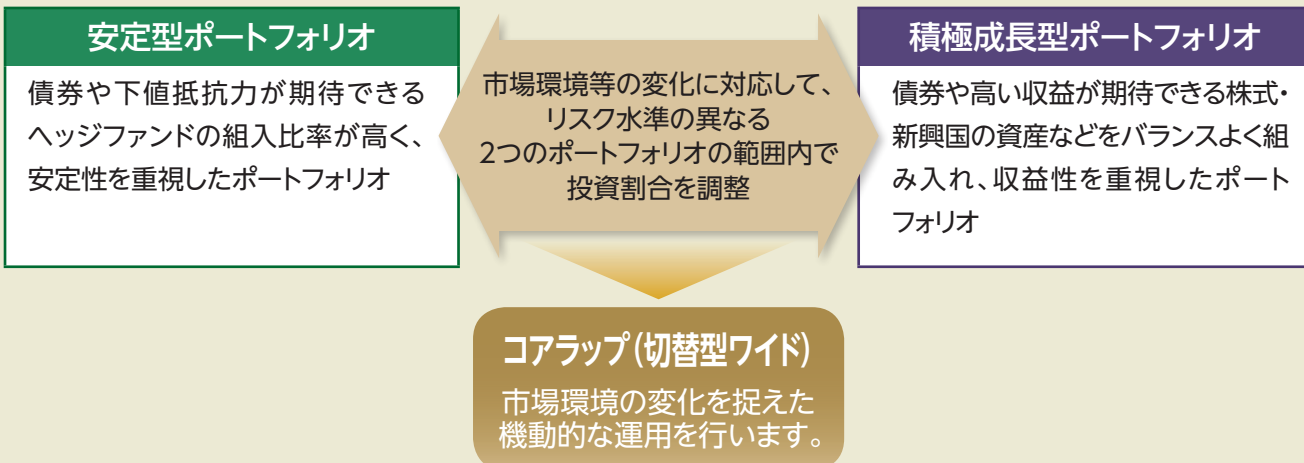 安定型ポートフォリオ
債券や下値抵抗力が期待できる
ヘッジファンドの組入比率が高く、
安定性を重視したポートフォリオ
市場環境等の変化に対応して、
リスク水準の異なる
2つのポートフォリオの範囲内で
投資割合を調整
積極成長型ポートフォリオ
債券や高い収益が期待できる株式・
新興国の資産などをバランスよく組
み入れ、収益性を重視したポート
フォリオ
コアラップ(切替型ワイド)
市場環境の変化を捉えた
機動的な運用を行います。